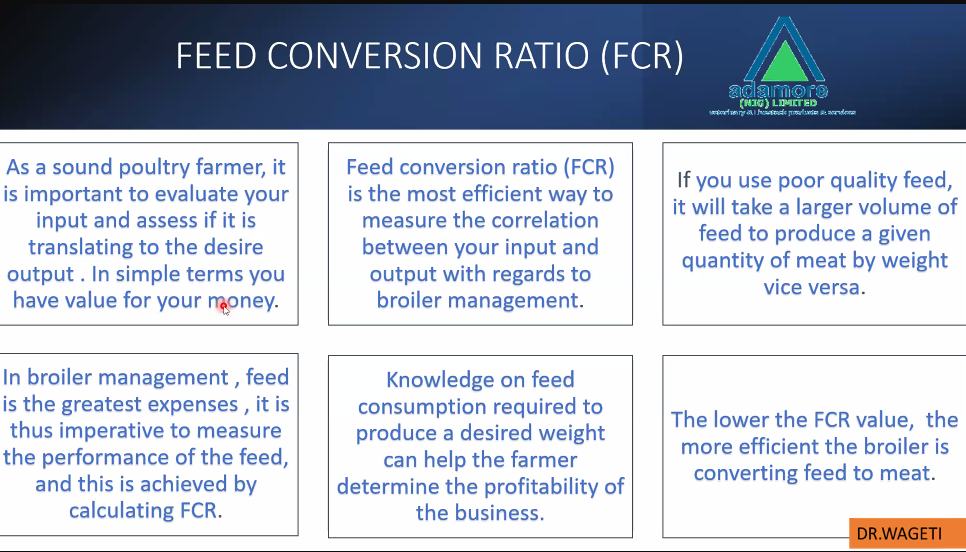 FEED CONVERSION RATIO (FCR)
adamore
(NIG) LIMITED
veterinary & livestock products & services
As a sound poultry farmer, it
is important to evaluate your
input and assess if it is
translating to the desire
output . In simple terms you
have value for your money.
Feed conversion ratio (FCR)
is the most efficient way to
measure the correlation
between your input and
output with regards to
broiler management.
If you use poor quality feed,
it will take a larger volume of
feed to produce a given
quantity of meat by weight
vice versa.
In broiler management , feed
is the greatest expenses , it is
thus imperative to measure
the performance of the feed,
and this is achieved by
calculating FCR.
Knowledge on feed
consumption required to
produce a desired weight
can help the farmer
determine the profitability of
the business.
The lower the FCR value,  the
more efficient the broiler is
converting feed to meat.
DR.WAGETI